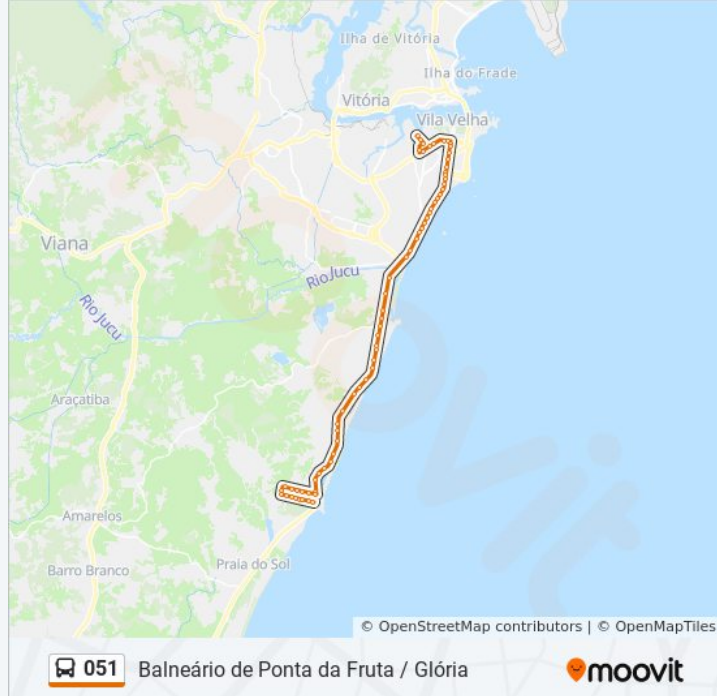 Ilha de Vitória
Ilha do Frade
Vitória
Vila Velha
Viana
Rio Jucu
Rio Jucu
Araçatiba
Amarelos
Barro Branco
Praia do Sol
© OpenStreetMap contributors | © OpenMapTiles
051 Balneário de Ponta da Fruta / Glória
moovit